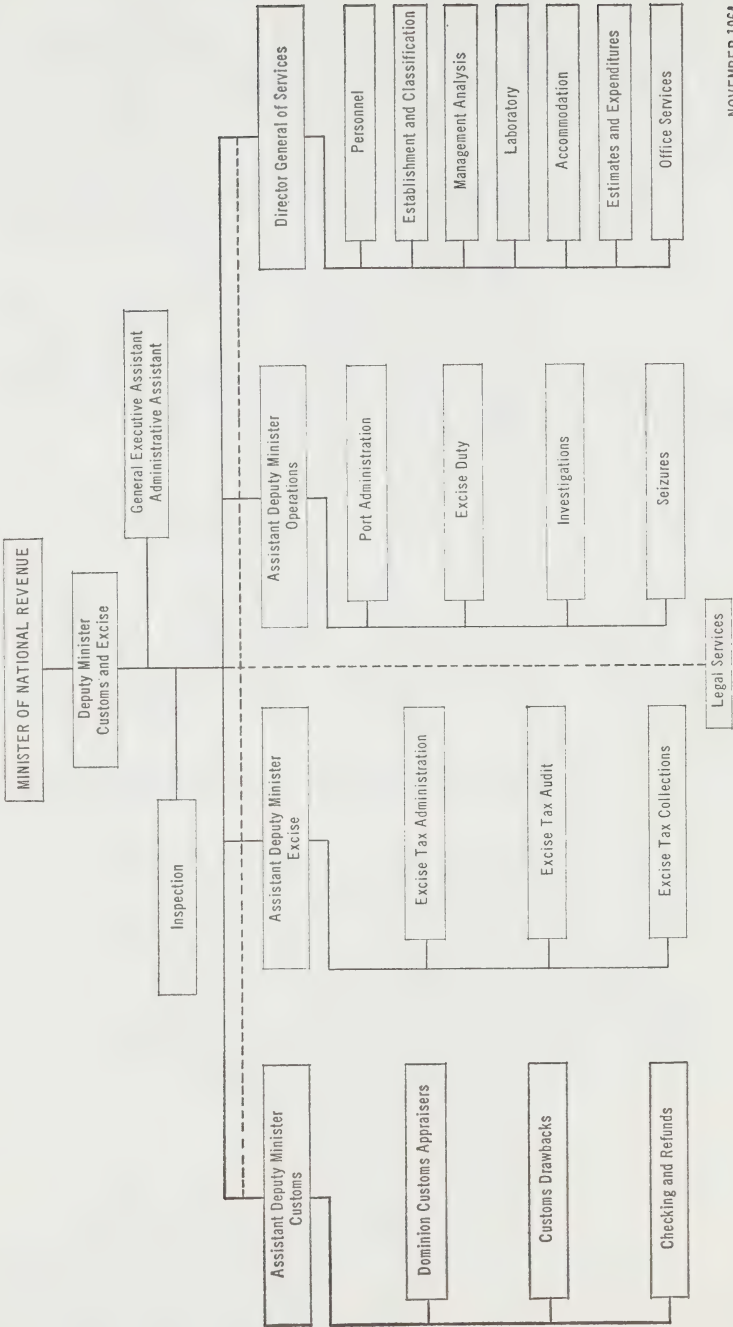 MINISTER OF NATIONAL REVENUE
Deputy Minister
Customs and Excise
General Executive Assistant
Administrative Assistant
Inspection
Assistant Deputy Minister
Customs
Dominion Customs Appraisers
Customs Drawbacks
Checking and Refunds
Assistant Deputy Minister
Excise
Excise Tax Administration
Excise Tax Audit
Excise Tax Collections
Assistant Deputy Minister
Operations
Port Administration
Excise Duty
Investigations
Seizures
Director General of Services
Personnel
Establishment and Classification
Management Analysis
Laboratory
Accommodation
Estimates and Expenditures
Office Services
Legal Services
NOVEMBER 1964